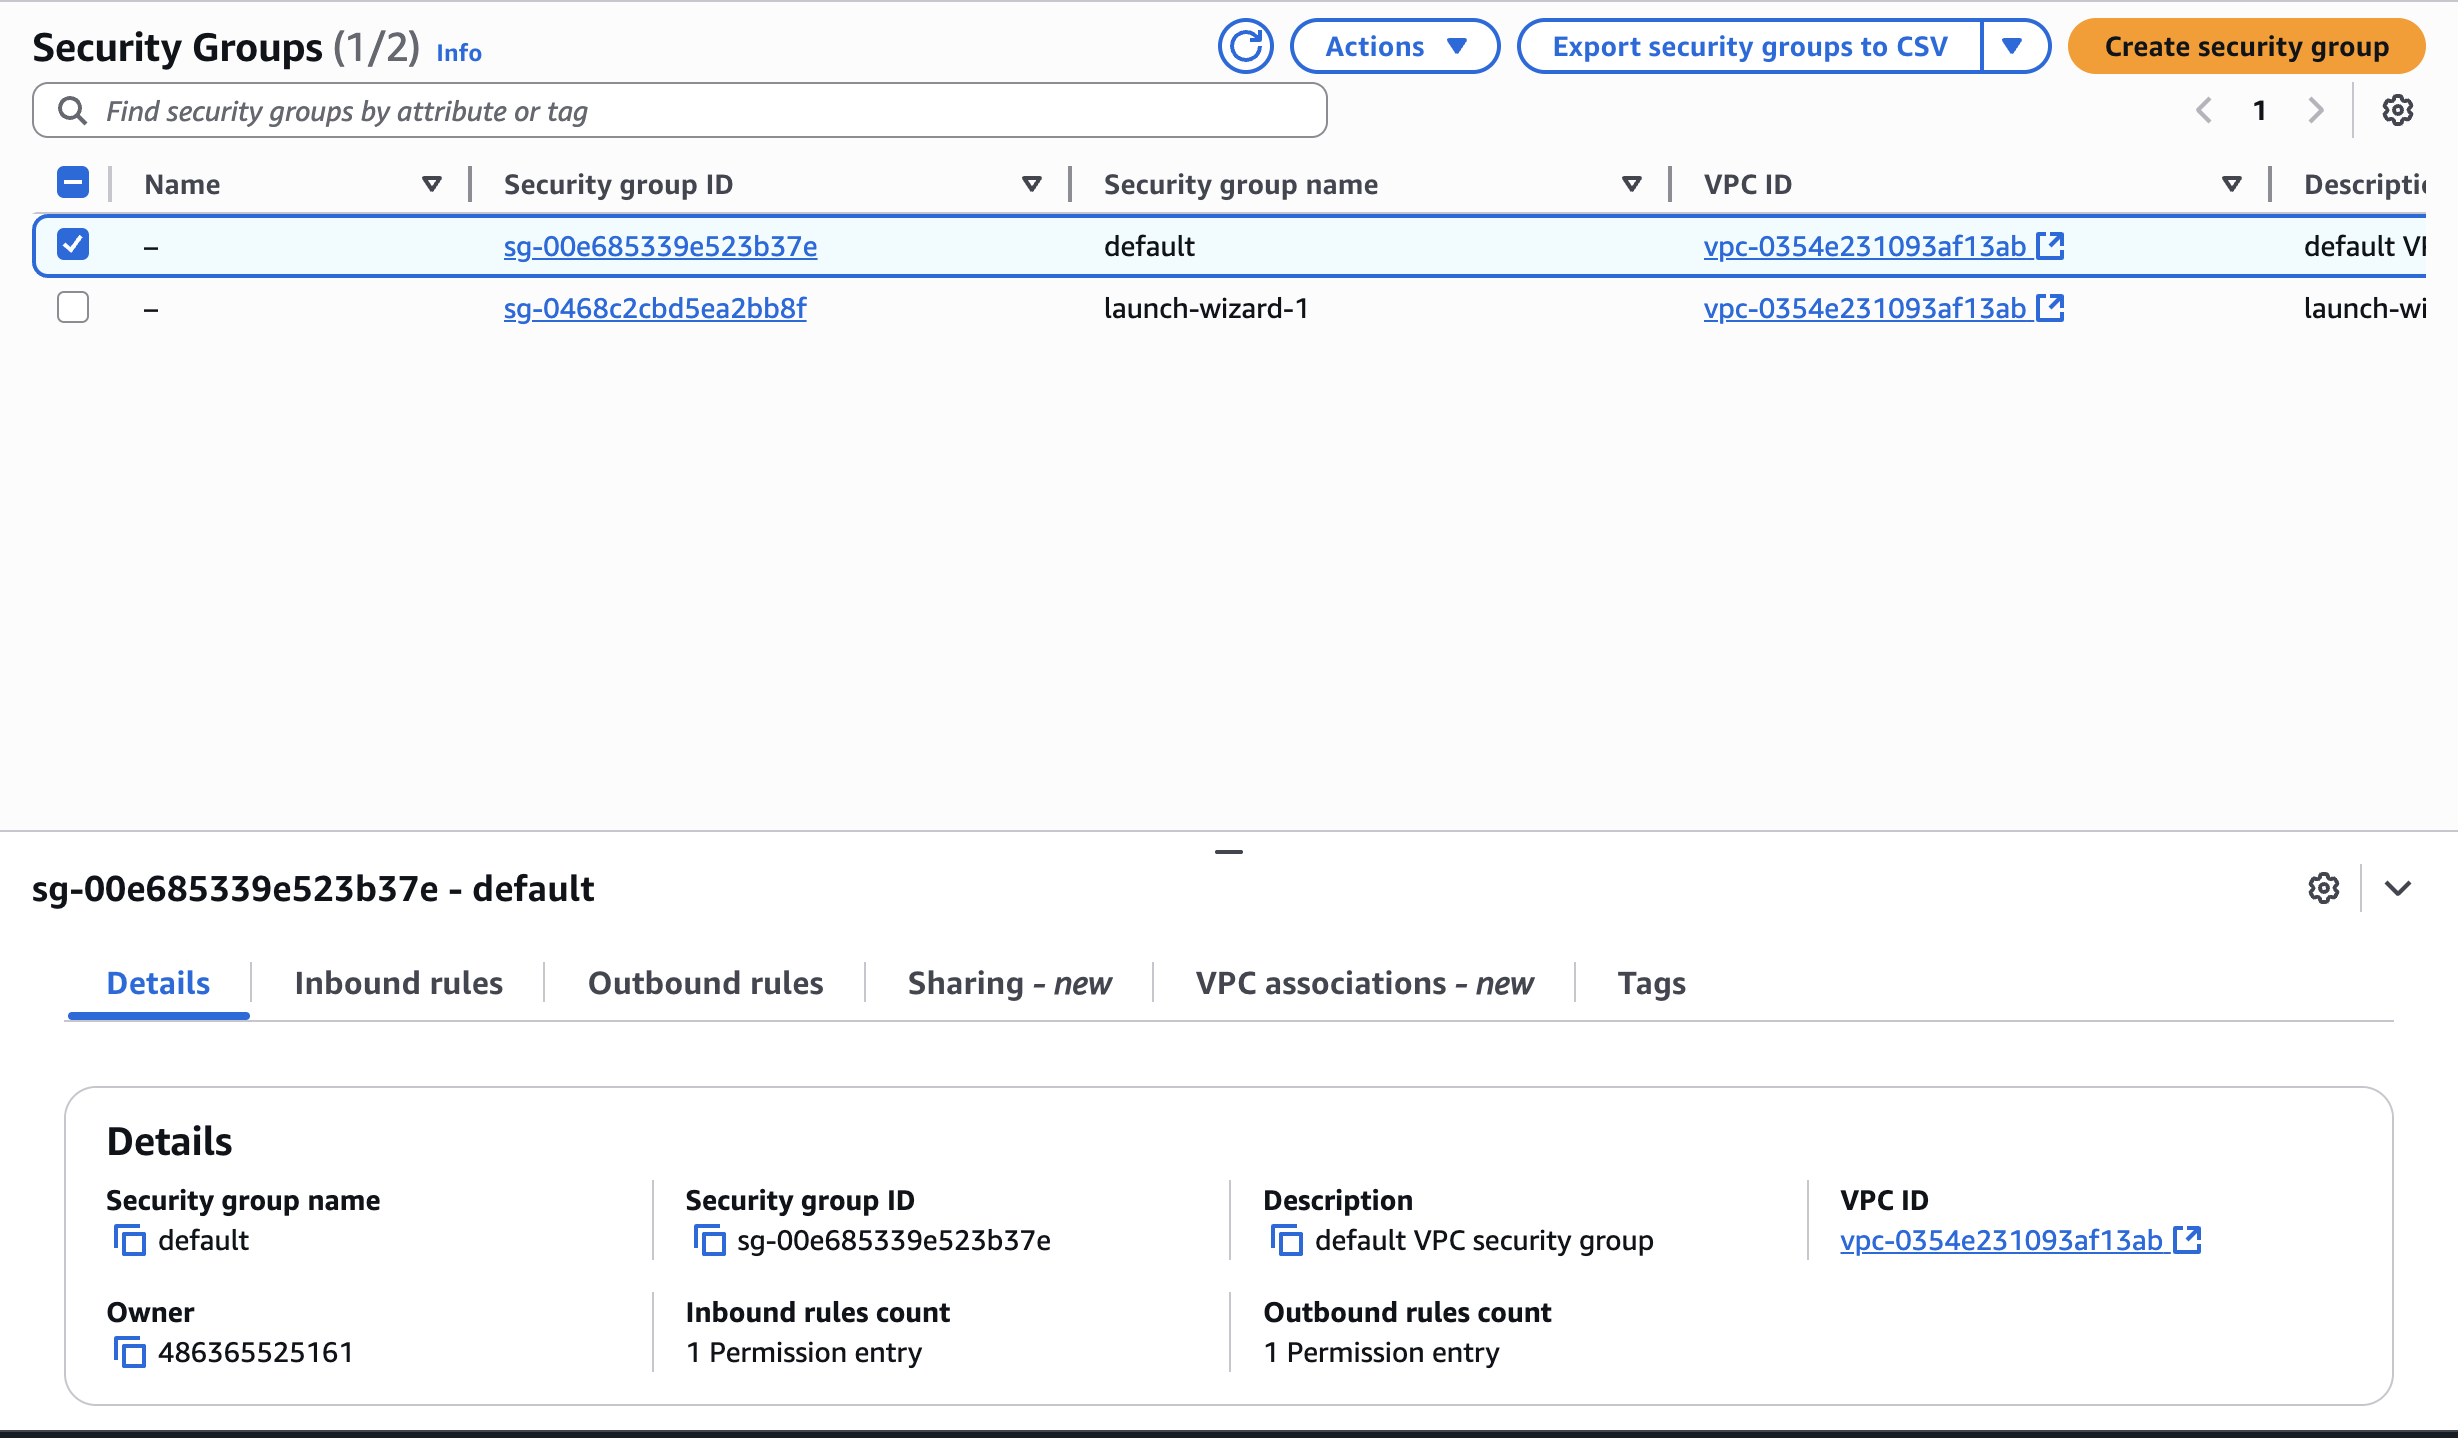 Security Groups (1/2) Info
Actions
Export security groups to CSV
Create security group
Find security groups by attribute or tag
1
Name Security group ID Security group name VPC ID Descripti
– sg-00e685339e523b37e default vpc-0354e231093af13ab default VP
– sg-0468c2cbd5ea2bb8f launch-wizard-1 vpc-0354e231093af13ab launch-wi
sg-00e685339e523b37e - default
Details Inbound rules Outbound rules Sharing - new VPC associations - new Tags
Details
Security group name Security group ID Description VPC ID
default sg-00e685339e523b37e default VPC security group vpc-0354e231093af13ab
Owner Inbound rules count Outbound rules count
486365525161 1 Permission entry 1 Permission entry